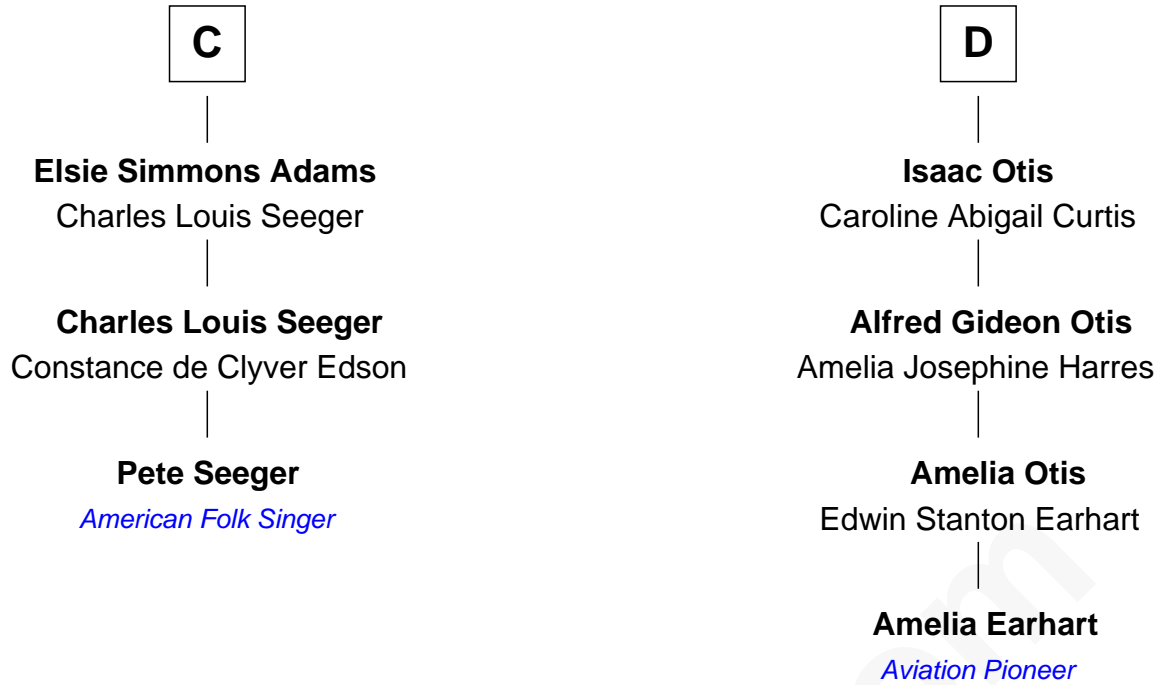 C
Elsie Simmons Adams
Charles Louis Seeger
Charles Louis Seeger
Constance de Clyver Edson
Pete Seeger
American Folk Singer
D
Isaac Otis
Caroline Abigail Curtis
Alfred Gideon Otis
Amelia Josephine Harres
Amelia Otis
Edwin Stanton Earhart
Amelia Earhart
Aviation Pioneer